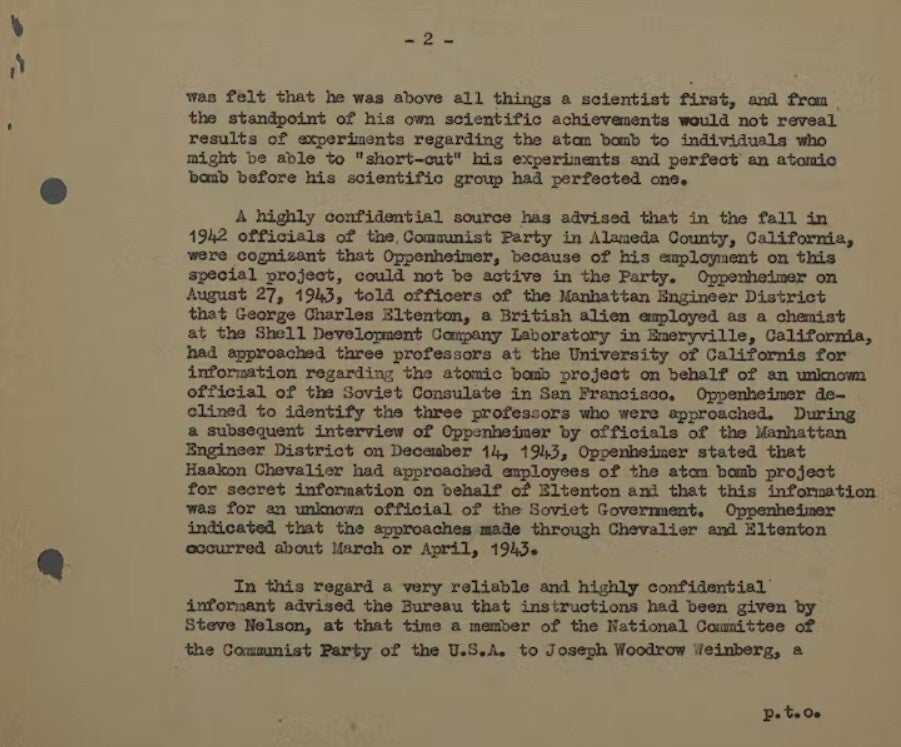 - 2 -
was felt that he was above all things a scientist first, and from
the standpoint of his own scientific achievements would not reveal
results of experiments regarding the atom bomb to individuals who
might be able to "short-cut" his experiments and perfect an atomic
bomb before his scientific group had perfected one.
A highly confidential source has advised that in the fall in
1942 officials of the Communist Party in Alameda County, California,
were cognizant that Oppenheimer, because of his employment on this
special project, could not be active in the Party. Oppenheimer on
August 27, 1943, told officers of the Manhattan Engineer District
that George Charles Eltenton, a British alien employed as a chemist
at the Shell Development Company Laboratory in Emeryville, California,
had approached three professors at the University of Californis for
information regarding the atomic bomb project on behalf of an unknown
official of the Soviet Consulate in San Francisco. Oppenheimer de-
clined to identify the three professors who were approached. During
a subsequent interview of Oppenheimer by officials of the Manhattan
Engineer District on December 14, 1943, Oppenheimer stated that
Haakon Chevalier had approached employees of the atom bomb project
for secret information on behalf of Eltenton and that this information
was for an unknown official of the Soviet Government. Oppenheimer
indicated that the approaches made through Chevalier and Eltenton
occurred about March or April, 1943.
In this regard a very reliable and highly confidential
informant advised the Bureau that instructions had been given by
Steve Nelson, at that time a member of the National Committee of
the Communist Party of the U.S.A. to Joseph Woodrow Weinberg, a
p.t.o.